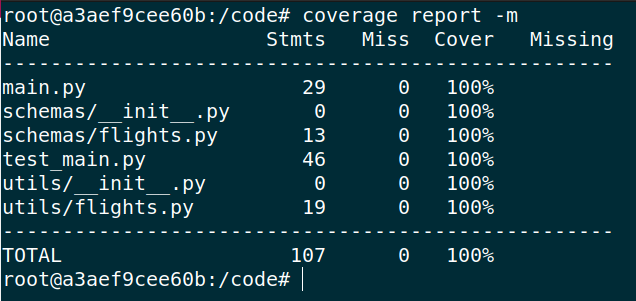 root@a3aef9cee60b:/code# coverage report -m
Name                  Stmts   Miss  Cover   Missing
---------------------------------------------------
main.py                  29      0   100%
schemas/__init__.py       0      0   100%
schemas/flights.py       13      0   100%
test_main.py             46      0   100%
utils/__init__.py         0      0   100%
utils/flights.py         19      0   100%
---------------------------------------------------
TOTAL                   107      0   100%
root@a3aef9cee60b:/code#